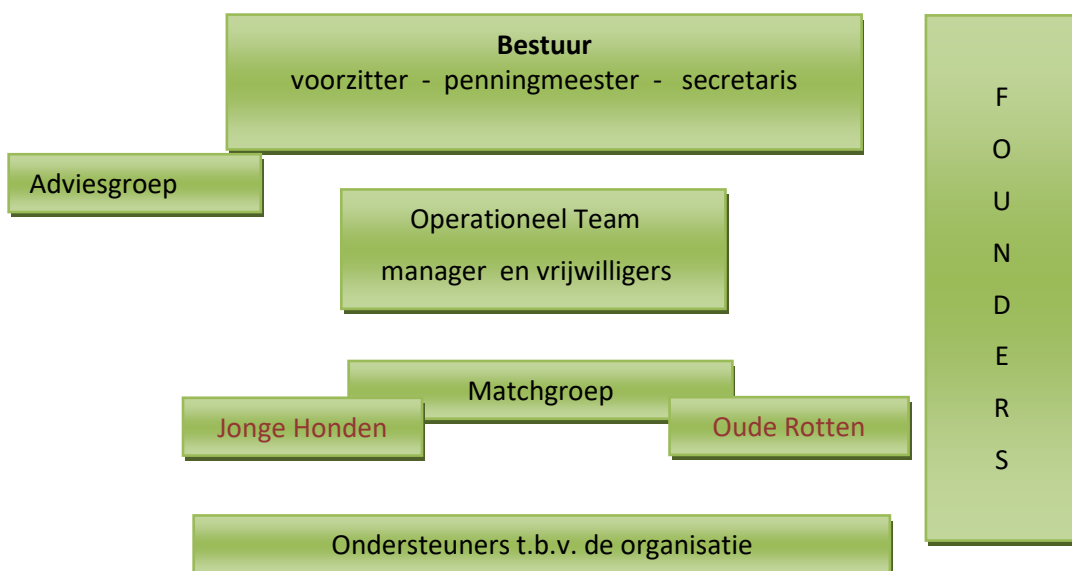 Bestuur
voorzitter - penningmeester - secretaris
Adviesgroep
Operationeel Team
manager en vrijwilligers
Matchgroep
Jonge Honden
Oude Rotten
Ondersteuners t.b.v. de organisatie
F
O
U
N
D
E
R
S